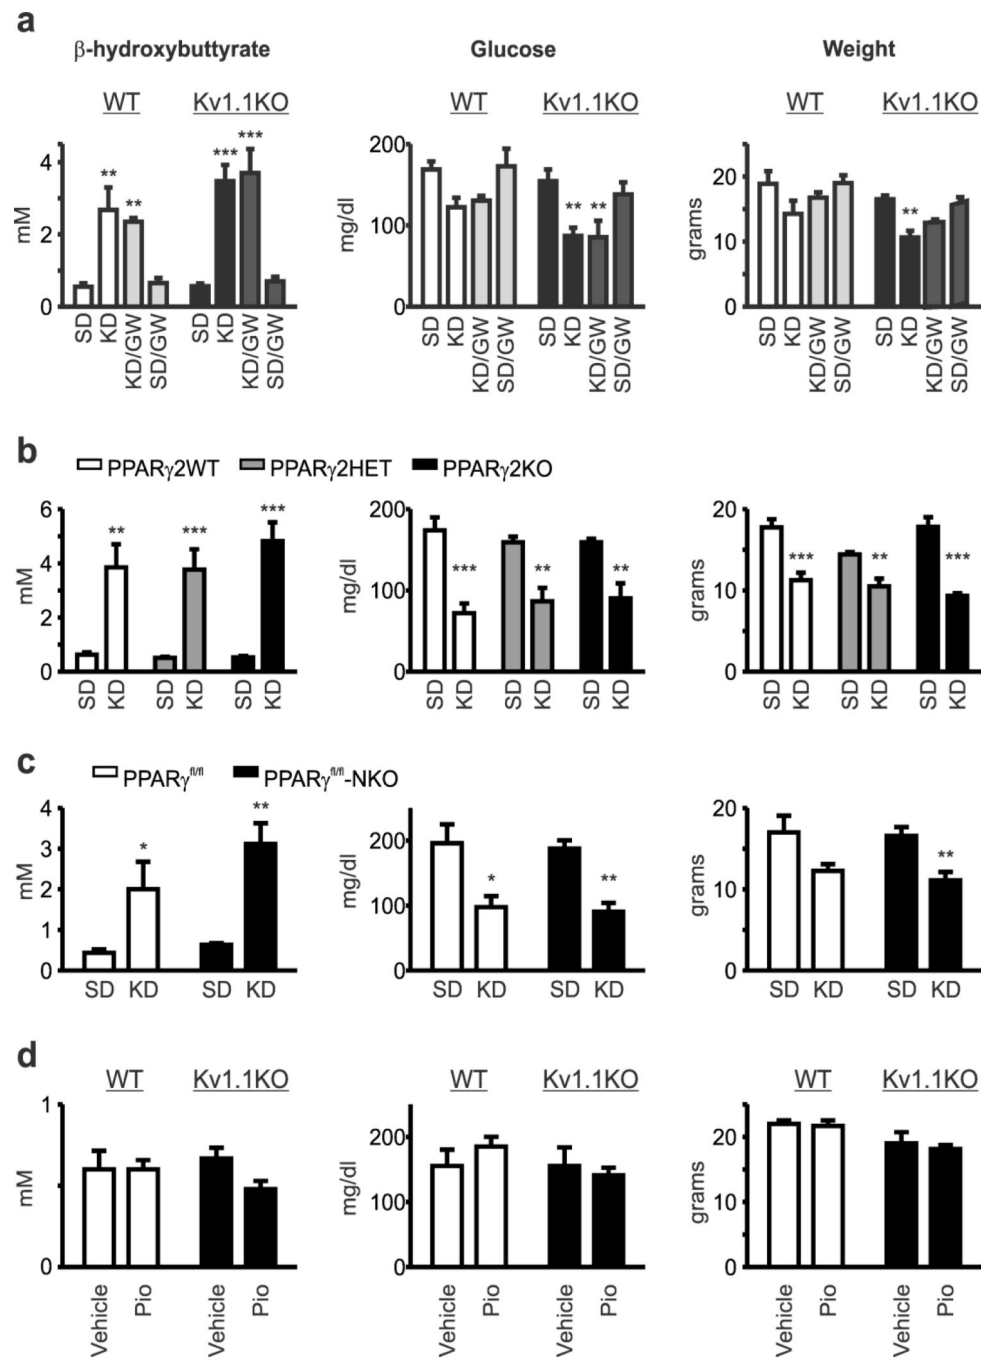 a
β-hydroxybuttyrate Glucose Weight
WT Kv1.1KO WT Kv1.1KO WT Kv1.1KO
mM 4 2 0 ** ** *** ***
SD KD KD/GW SD/GW SD KD KD/GW SD/GW
mg/dl 200 100 0 ** **
SD KD KD/GW SD/GW SD KD KD/GW SD/GW
grams 20 10 0 **
SD KD KD/GW SD/GW SD KD KD/GW SD/GW
b
PPARγ2WT PPARγ2HET PPARγ2KO
mM 6 4 2 0 ** *** ***
SD KD SD KD SD KD
mg/dl 200 100 0 *** ** **
SD KD SD KD SD KD
grams 20 10 0 *** ** ***
SD KD SD KD SD KD
c
PPARγfl/fl PPARγfl/fl-NKO
mM 4 3 2 1 0 * **
SD KD SD KD
mg/dl 200 100 0 * **
SD KD SD KD
grams 20 10 0 **
SD KD SD KD
d
WT Kv1.1KO WT Kv1.1KO WT Kv1.1KO
mM 1 0
Vehicle Pio Vehicle Pio
mg/dl 200 100 0
Vehicle Pio Vehicle Pio
grams 20 10 0
Vehicle Pio Vehicle Pio